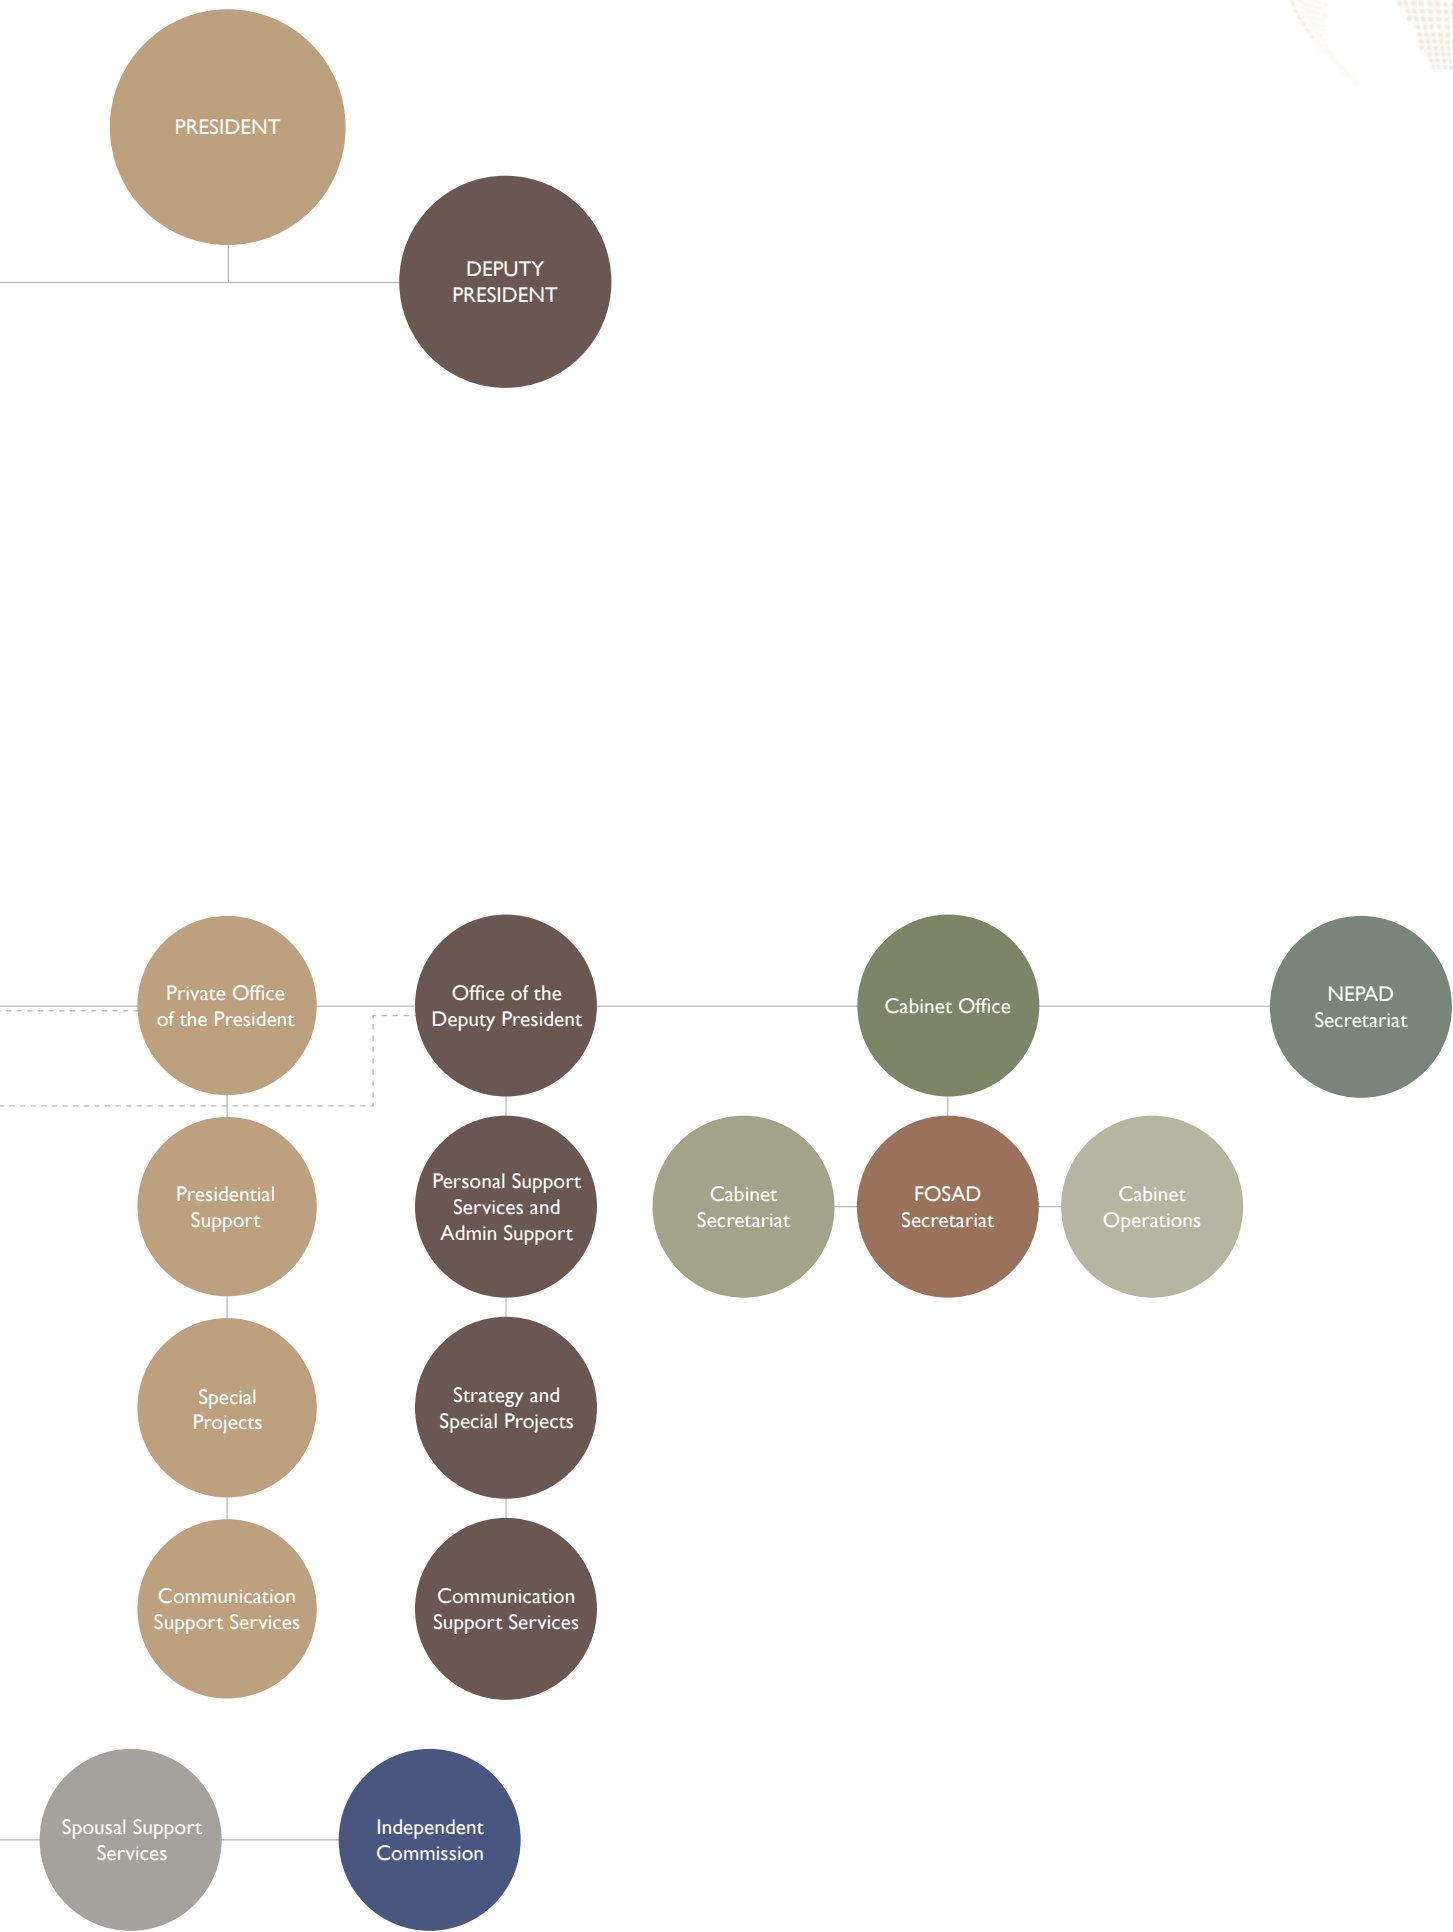 PRESIDENT
DEPUTY
PRESIDENT
Private Office
of the President
Office of the
Deputy President
Cabinet Office
NEPAD
Secretariat
Presidential
Support
Personal Support
Services and
Admin Support
Cabinet
Secretariat
FOSAD
Secretariat
Cabinet
Operations
Special
Projects
Strategy and
Special Projects
Communication
Support Services
Communication
Support Services
Spousal Support
Services
Independent
Commission